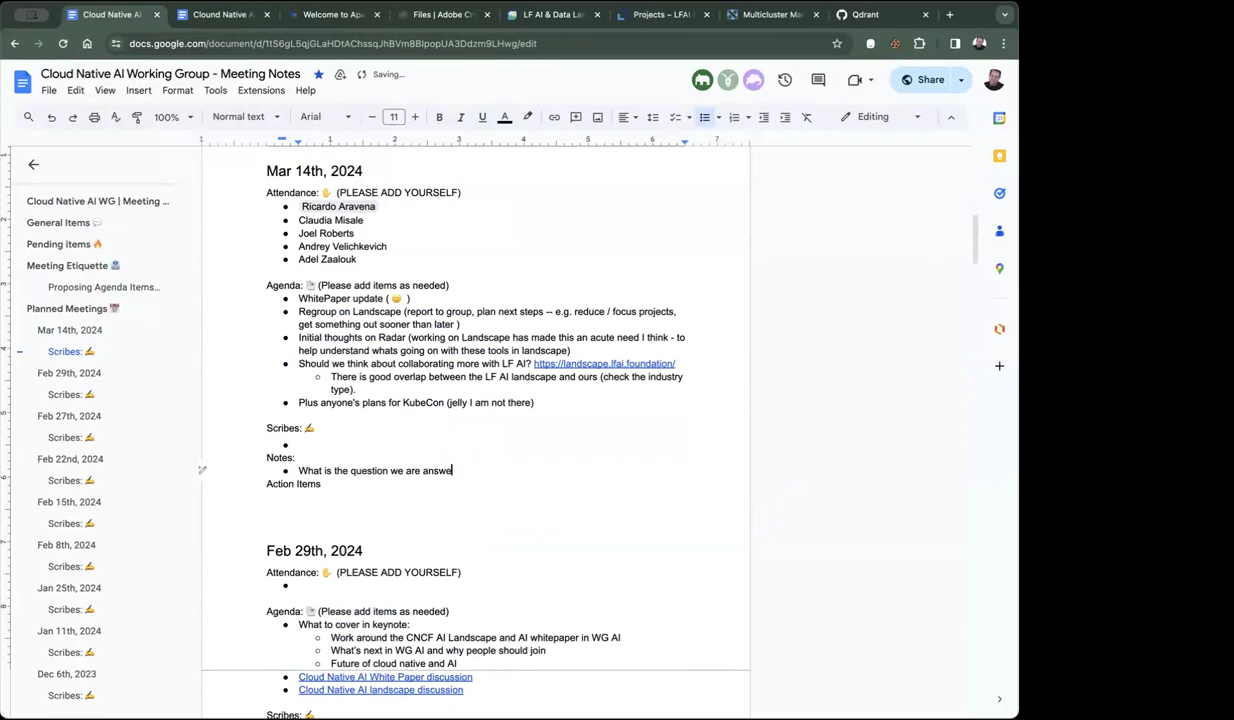 Cloud Native AI
Clound Native A
Welcome to Apa
Files | Adobe Cr
LF AI & Data Lan
Projects – LFAI
Multicluster Ma
Qdrant
docs.google.com/document/d/1tS6gL5qjGLaHDtAChssqJhBVm8BlpopUA3Ddzm9LHwg/edit
Cloud Native AI Working Group - Meeting Notes
Saving...
File Edit View Insert Format Tools Extensions Help
Share
100%
Normal text
Arial
11
Editing
Cloud Native AI WG | Meeting ...
General Items 💬
Pending items 🔥
Meeting Etiquette
Proposing Agenda Items...
Planned Meetings 📅
Mar 14th, 2024
Scribes: ✍️
Feb 29th, 2024
Scribes: ✍️
Feb 27th, 2024
Scribes: ✍️
Feb 22nd, 2024
Scribes: ✍️
Feb 15th, 2024
Scribes: ✍️
Feb 8th, 2024
Scribes: ✍️
Jan 25th, 2024
Scribes: ✍️
Jan 11th, 2024
Scribes: ✍️
Dec 6th, 2023
Scribes: ✍️
1 1 2 3 4 5 6 7
Mar 14th, 2024
Attendance: ✋ (PLEASE ADD YOURSELF)
● Ricardo Aravena
● Claudia Misale
● Joel Roberts
● Andrey Velichkevich
● Adel Zaalouk
Agenda: 📑 (Please add items as needed)
● WhitePaper update ( 😀 )
● Regroup on Landscape (report to group, plan next steps -- e.g. reduce / focus projects,
get something out sooner than later )
● Initial thoughts on Radar (working on Landscape has made this an acute need I think - to
help understand whats going on with these tools in landscape)
● Should we think about collaborating more with LF AI? https://landscape.lfai.foundation/
○ There is good overlap between the LF AI landscape and ours (check the industry
type).
● Plus anyone's plans for KubeCon (jelly I am not there)
Scribes: ✍️
●
Notes:
● What is the question we are answe
Action Items
Feb 29th, 2024
Attendance: ✋ (PLEASE ADD YOURSELF)
●
Agenda: 📑 (Please add items as needed)
● What to cover in keynote:
○ Work around the CNCF AI Landscape and AI whitepaper in WG AI
○ What's next in WG AI and why people should join
○ Future of cloud native and AI
● Cloud Native AI White Paper discussion
● Cloud Native AI landscape discussion
Scribes: ✍️